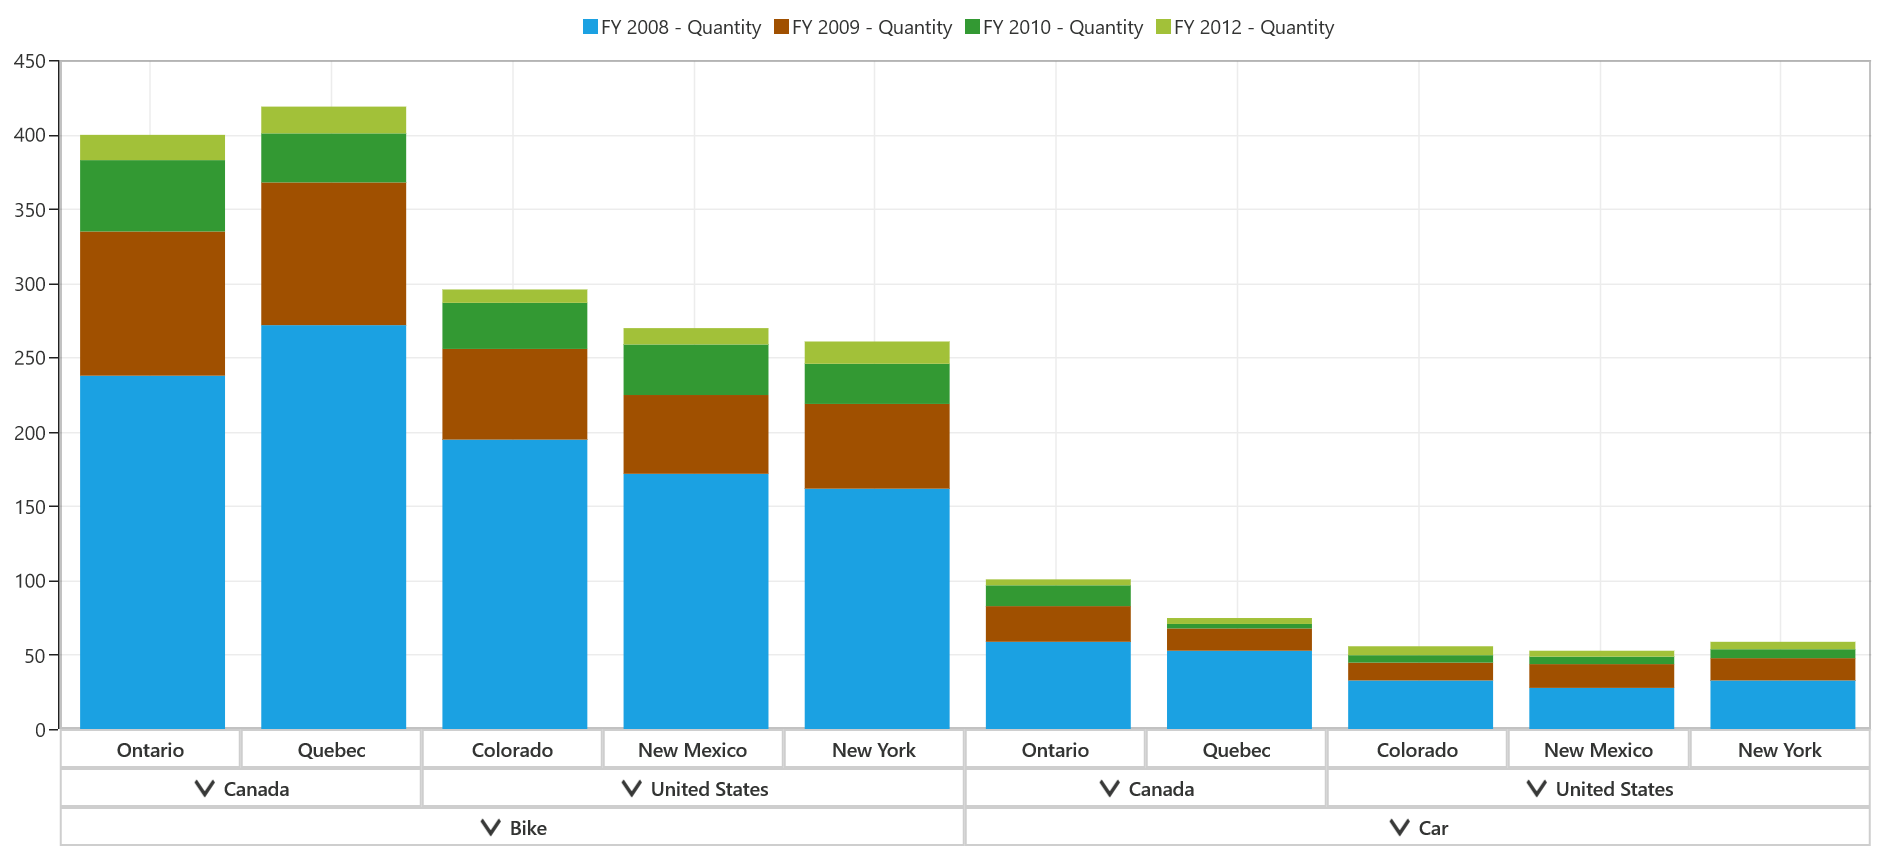 FY 2008 - Quantity FY 2009 - Quantity FY 2010 - Quantity FY 2012 - Quantity
450
400
350
300
250
200
150
100
50
0
Ontario Quebec Colorado New Mexico New York Ontario Quebec Colorado New Mexico New York
Canada United States Canada United States
Bike Car